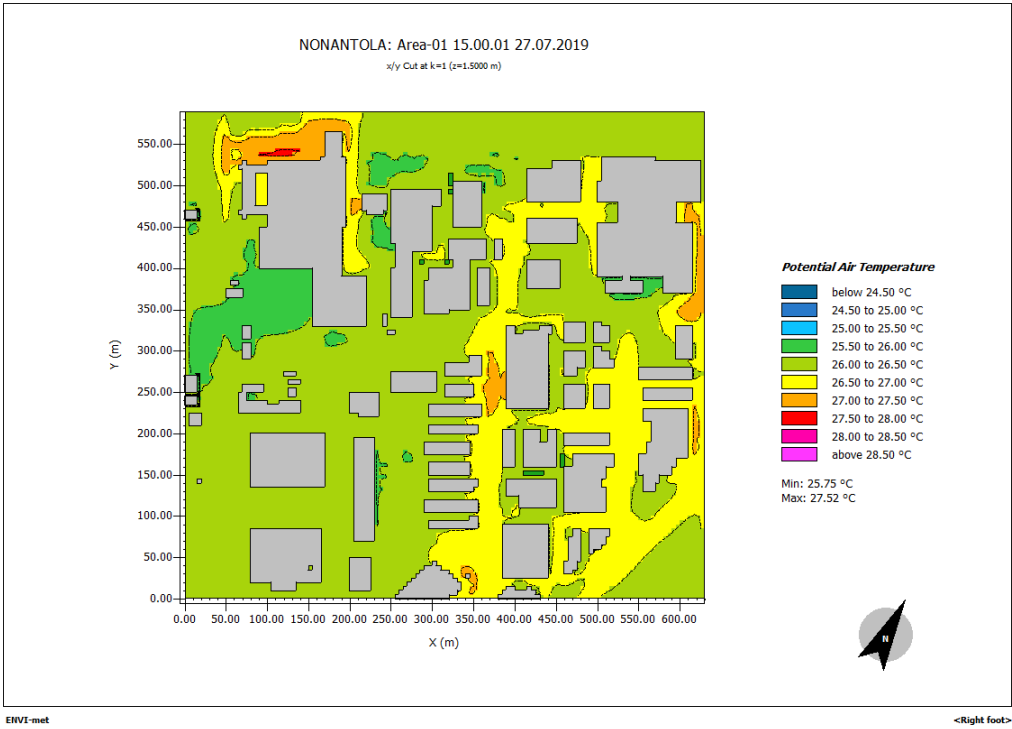 NONANTOLA: Area-01 15.00.01 27.07.2019
x/y Cut at k=1 (z=1.5000 m)
550.00
500.00
450.00
400.00
350.00
300.00
250.00
200.00
150.00
100.00
50.00
0.00
Y (m)
0.00 50.00 100.00 150.00 200.00 250.00 300.00 350.00 400.00 450.00 500.00 550.00 600.00
X (m)
Potential Air Temperature
below 24.50 °C
24.50 to 25.00 °C
25.00 to 25.50 °C
25.50 to 26.00 °C
26.00 to 26.50 °C
26.50 to 27.00 °C
27.00 to 27.50 °C
27.50 to 28.00 °C
28.00 to 28.50 °C
above 28.50 °C
Min: 25.75 °C
Max: 27.52 °C
N
ENVI-met
<Right foot>